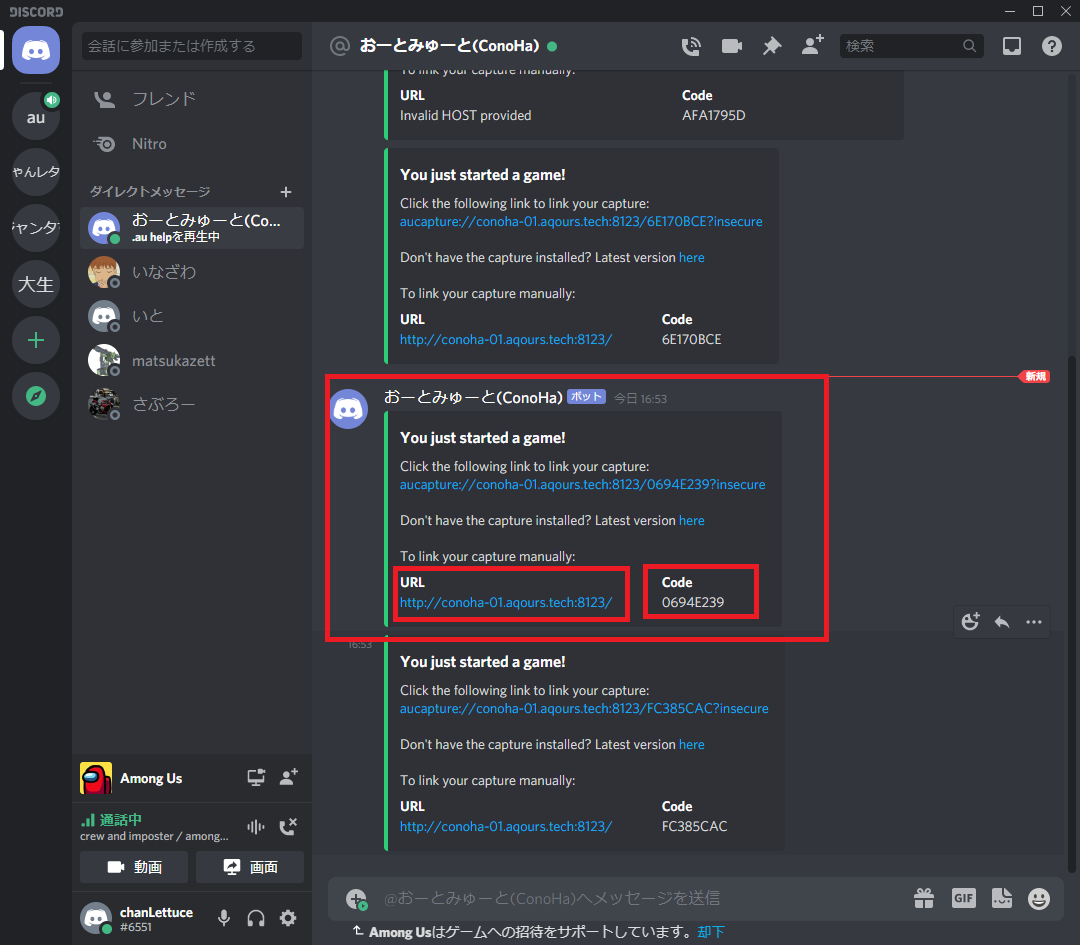 DISCORD
会話に参加または作成する
フレンド
Nitro
ダイレクトメッセージ
おーとみゅーと(Co...
.au helpを再生中
いなざわ
いと
matsukazett
さぶろー
au
ゃんレタ
ャンタ
大生
Among Us
通話中
crew and imposter / among...
動画
画面
chanLettuce
#6551
@ おーとみゅーと(ConoHa)
検索
To link your capture manually:
URL Code
Invalid HOST provided AFA1795D
You just started a game!
Click the following link to link your capture:
aucapture://conoha-01.aqours.tech:8123/6E170BCE?insecure
Don't have the capture installed? Latest version here
To link your capture manually:
URL Code
http://conoha-01.aqours.tech:8123/ 6E170BCE
新規
おーとみゅーと(ConoHa) ボット 今日 16:53
You just started a game!
Click the following link to link your capture:
aucapture://conoha-01.aqours.tech:8123/0694E239?insecure
Don't have the capture installed? Latest version here
To link your capture manually:
URL Code
http://conoha-01.aqours.tech:8123/ 0694E239
16:53
You just started a game!
Click the following link to link your capture:
aucapture://conoha-01.aqours.tech:8123/FC385CAC?insecure
Don't have the capture installed? Latest version here
To link your capture manually:
URL Code
http://conoha-01.aqours.tech:8123/ FC385CAC
@おーとみゅーと(ConoHa)へメッセージを送信
GIF
Among Usはゲームへの招待をサポートしています。却下